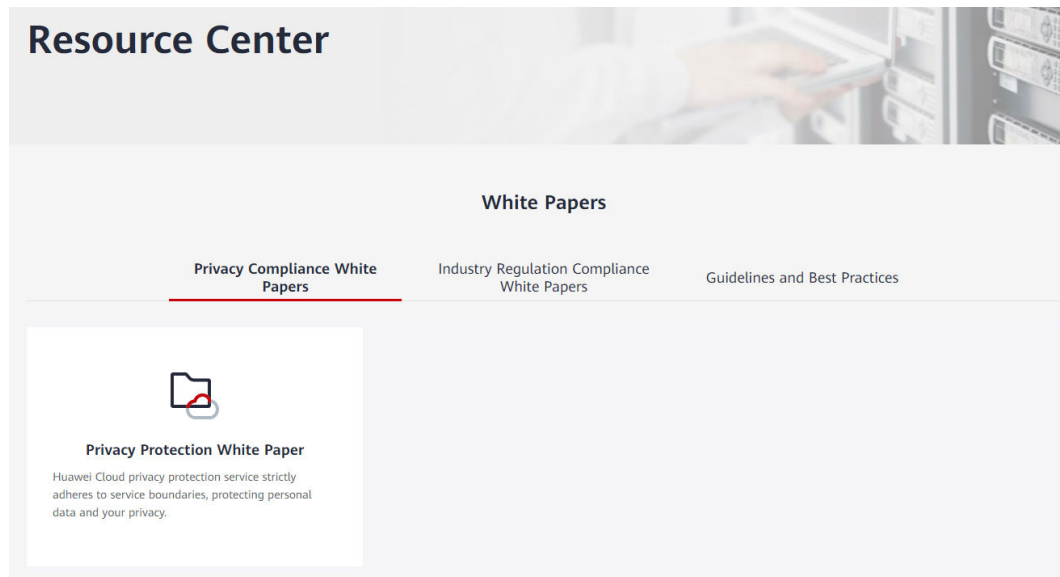 Resource Center
White Papers
Privacy Compliance White
Papers
Industry Regulation Compliance
White Papers
Guidelines and Best Practices
Privacy Protection White Paper
Huawei Cloud privacy protection service strictly
adheres to service boundaries, protecting personal
data and your privacy.